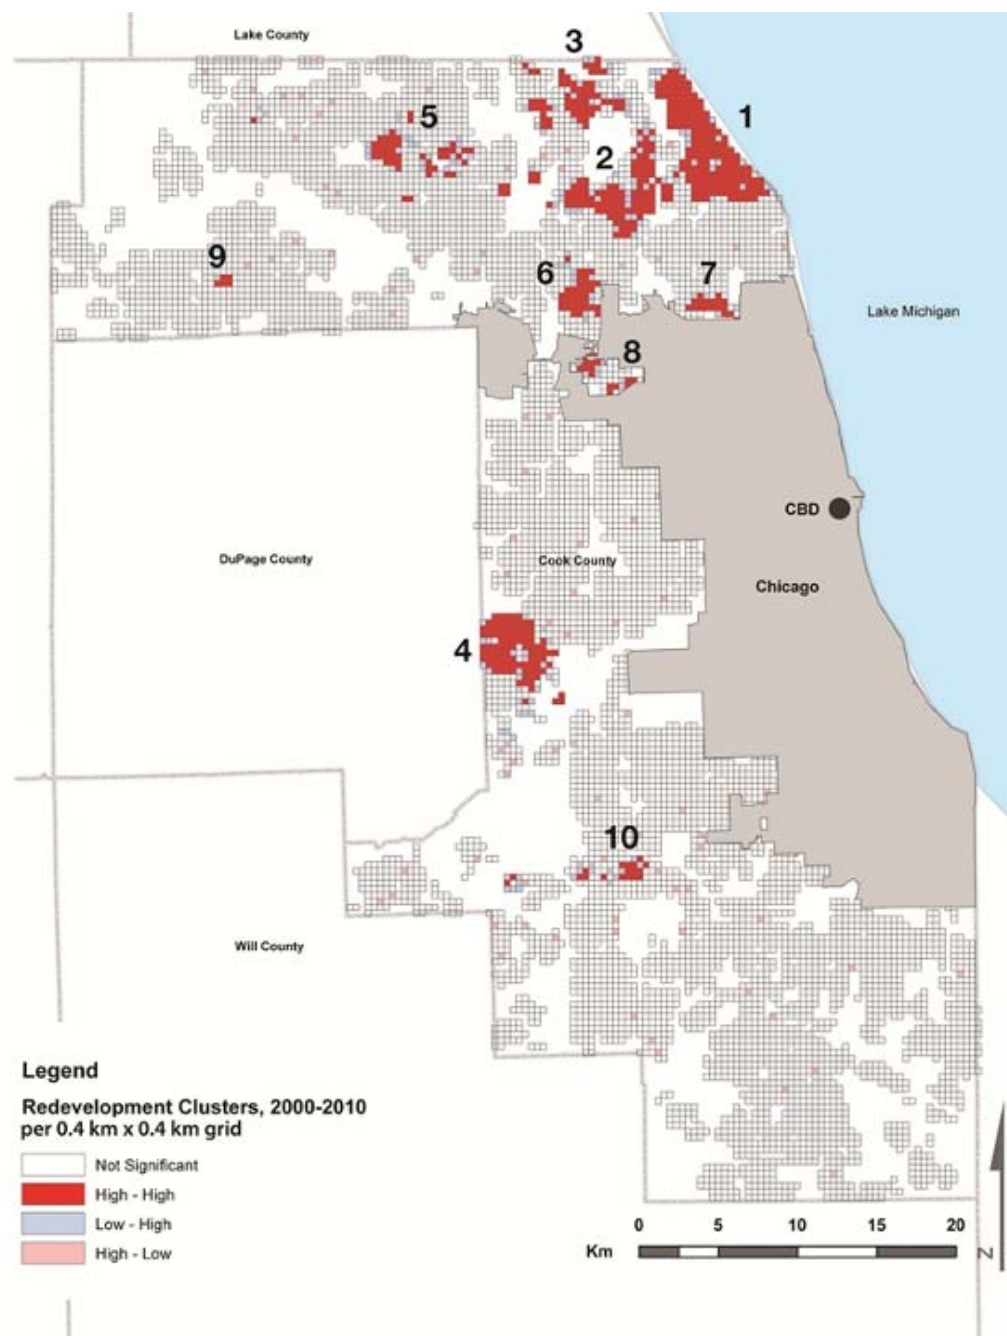 Lake County
3
1
5
2
9
6
7
Lake Michigan
8
CBD
DuPage County
Cook County
Chicago
4
10
Will County
Legend
Redevelopment Clusters, 2000-2010
per 0.4 km x 0.4 km grid
Not Significant
High - High
Low - High
High - Low
0 5 10 15 20
Km
N